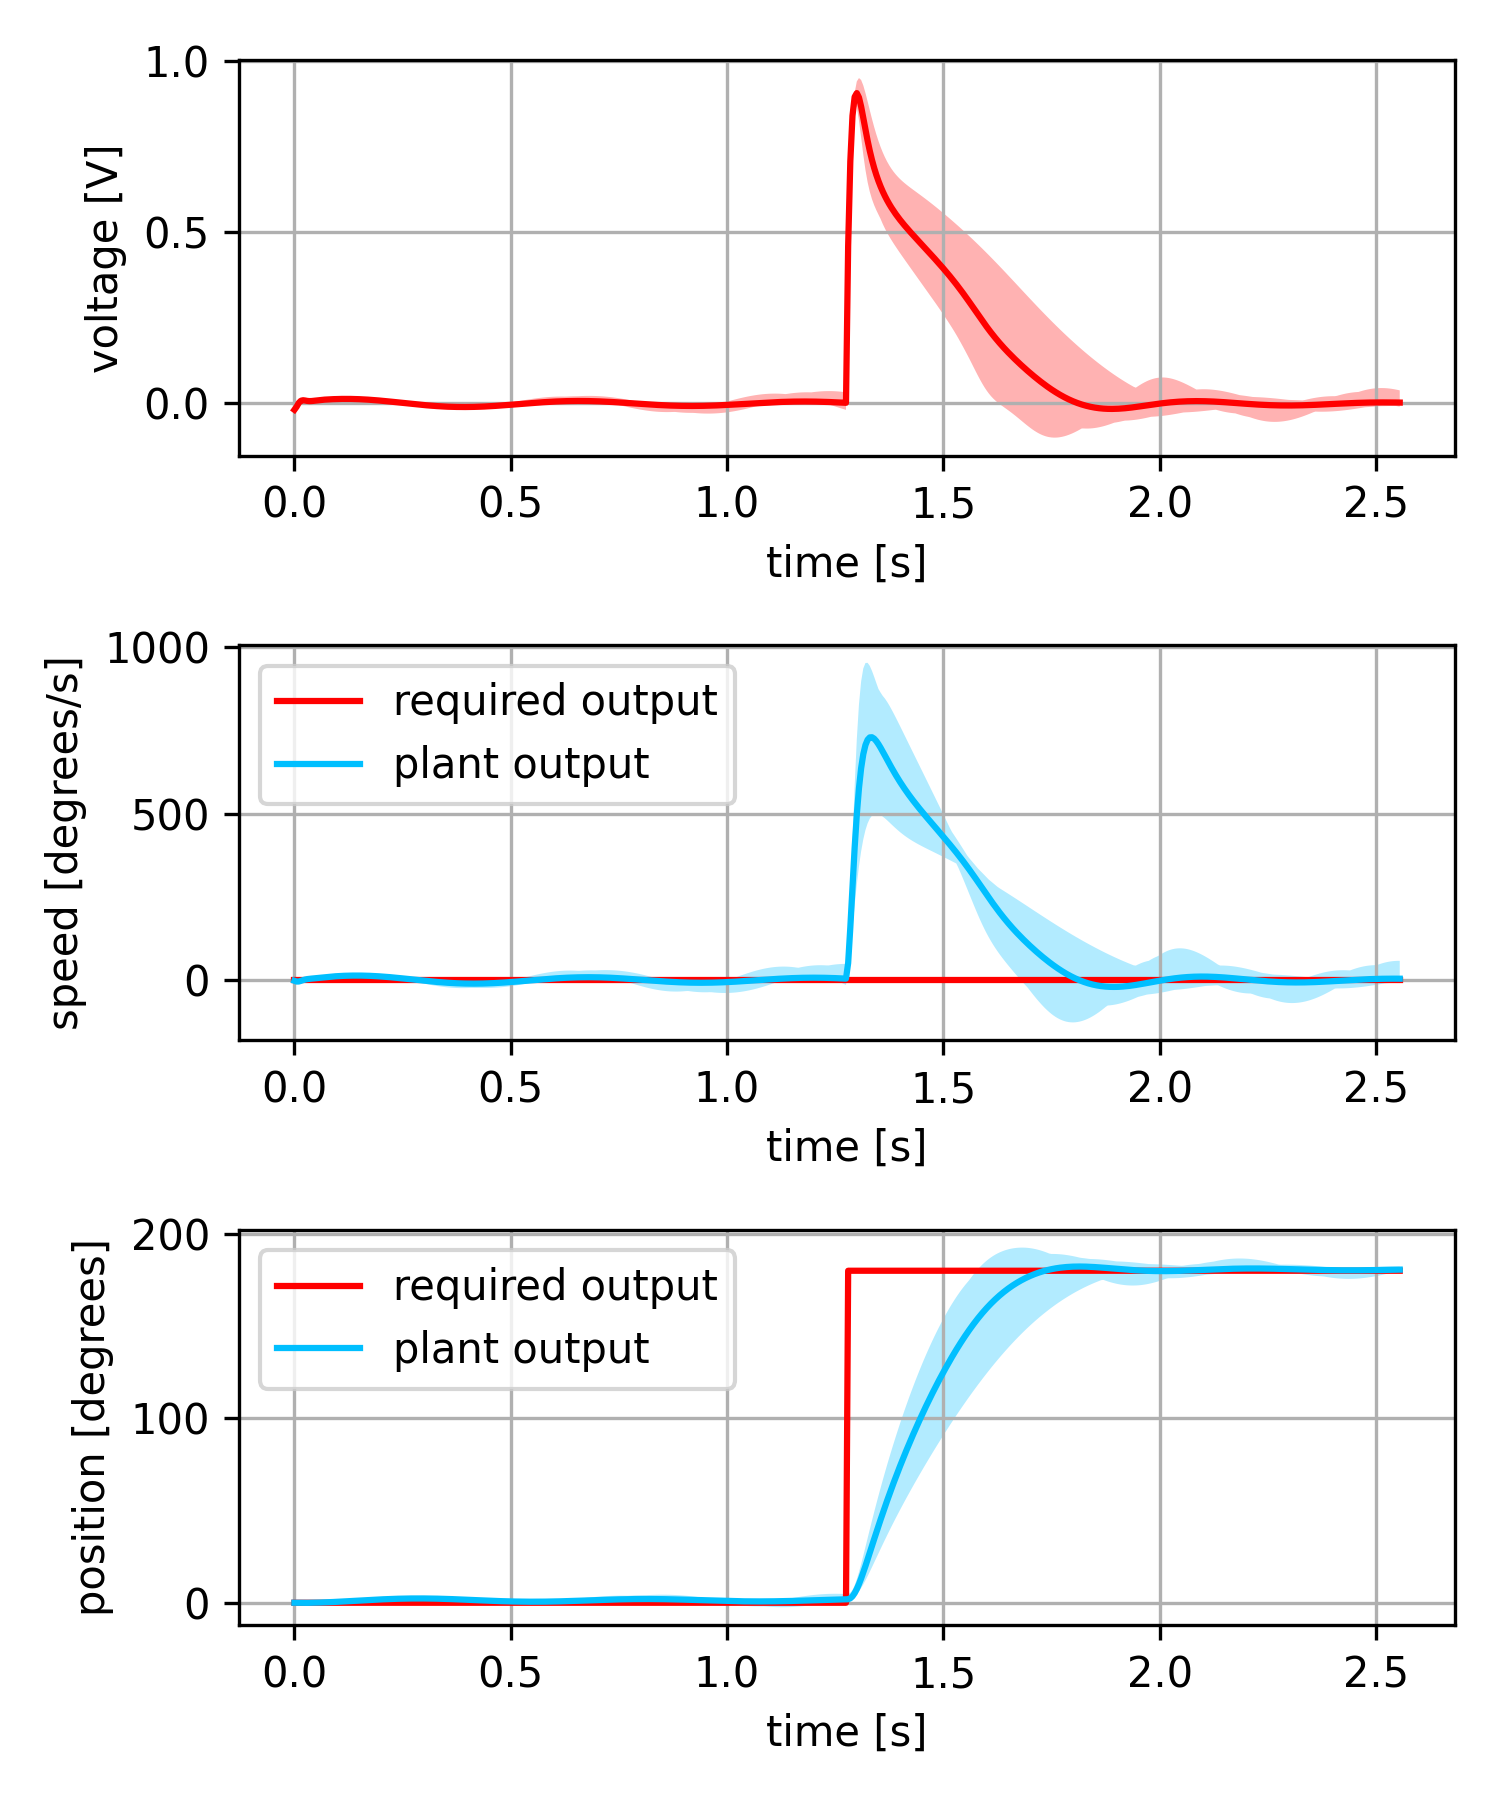 1.0
0.5
0.0
voltage [V]
0.0 0.5 1.0 1.5 2.0 2.5
time [s]
1000
500
0
speed [degrees/s]
required output
plant output
0.0 0.5 1.0 1.5 2.0 2.5
time [s]
200
100
0
position [degrees]
required output
plant output
0.0 0.5 1.0 1.5 2.0 2.5
time [s]